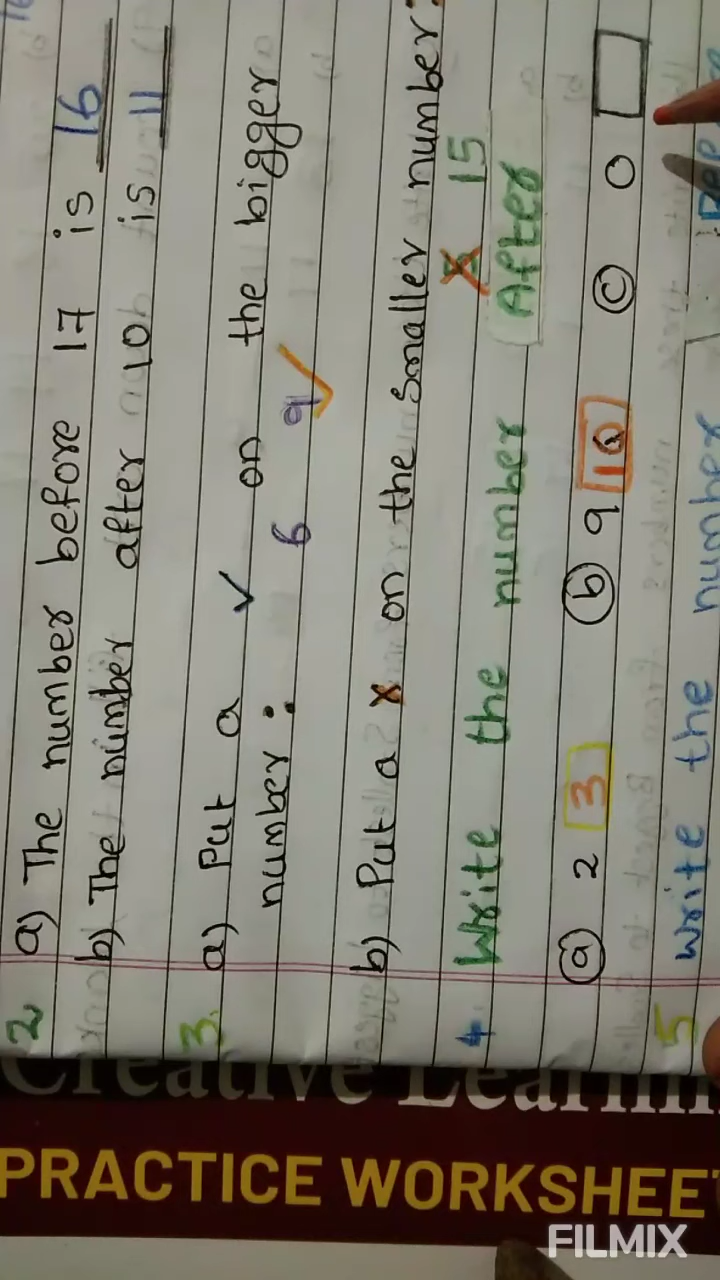 2, a) The number before 17 is 16
b) The number after 10 is 11
3. a) Put a ✓ on the bigger
number: 6 9 ✓
b) Put a x on the smaller number:
x 15
4. Write the number After
a 2 3 b 9 10 c 0
5 write the number
Creative Learnin
PRACTICE WORKSHEET
FILMIX